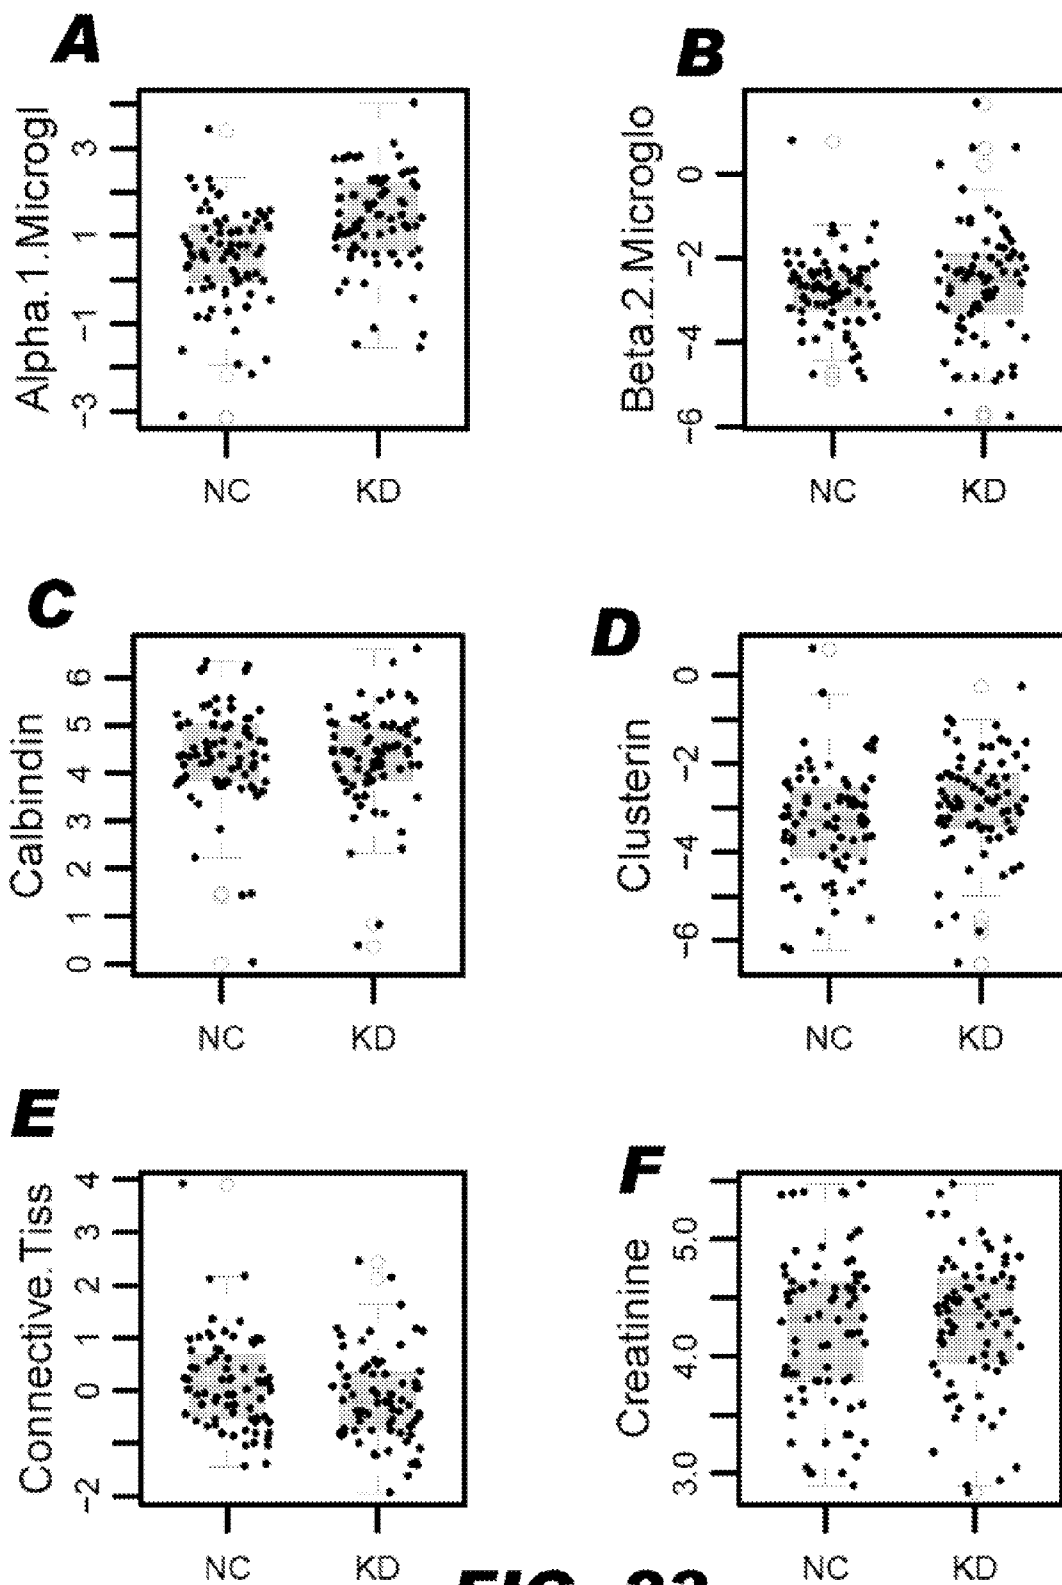 A
Alpha.1.Microgl
3
1
−1
−3
NC KD
B
Beta.2.Microglo
0
−2
−4
−6
NC KD
C
Calbindin
6
5
4
3
2
1
0
NC KD
D
Clusterin
0
−2
−4
−6
NC KD
E
Connective.Tiss
4
3
2
1
0
−2
NC KD
F
Creatinine
5.0
4.0
3.0
NC KD